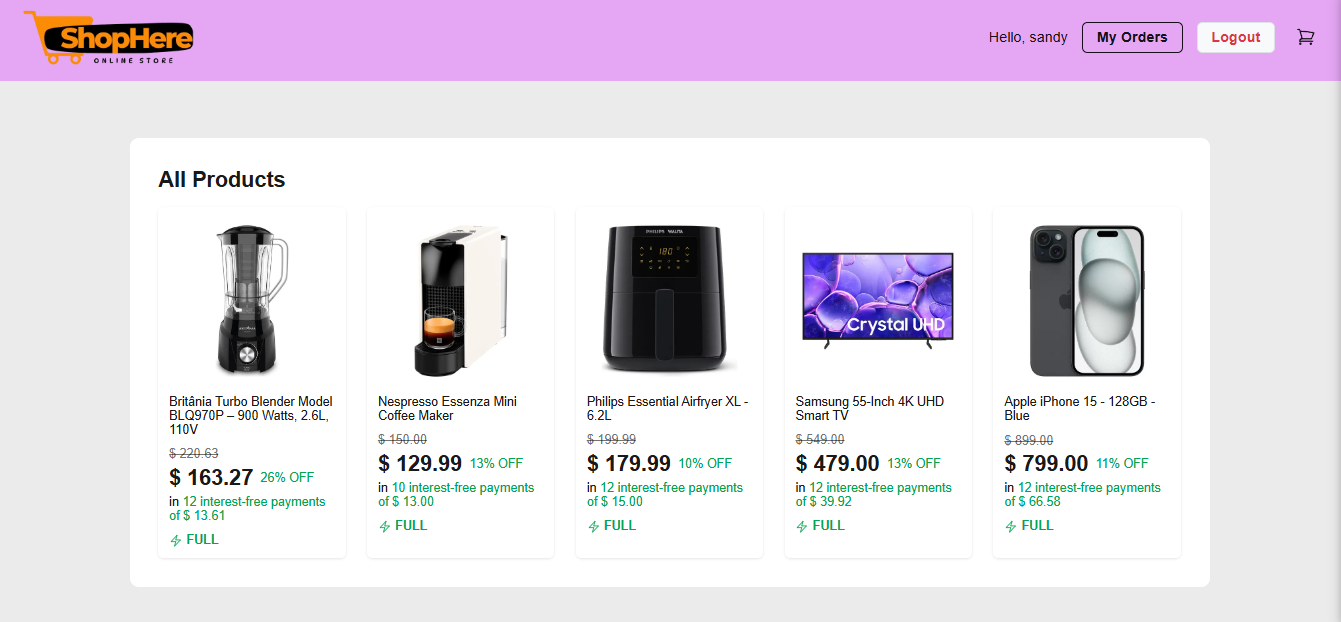 ShopHere
ONLINE STORE
Hello, sandy
My Orders
Logout
All Products
PHILIPS WALITA
180
Crystal UHD
Britânia Turbo Blender Model
BLQ970P – 900 Watts, 2.6L,
110V
$ 220.63
$ 163.27 26% OFF
in 12 interest-free payments
of $ 13.61
FULL
Nespresso Essenza Mini
Coffee Maker
$ 150.00
$ 129.99 13% OFF
in 10 interest-free payments
of $ 13.00
FULL
Philips Essential Airfryer XL -
6.2L
$ 199.99
$ 179.99 10% OFF
in 12 interest-free payments
of $ 15.00
FULL
Samsung 55-Inch 4K UHD
Smart TV
$ 549.00
$ 479.00 13% OFF
in 12 interest-free payments
of $ 39.92
FULL
Apple iPhone 15 - 128GB -
Blue
$ 899.00
$ 799.00 11% OFF
in 12 interest-free payments
of $ 66.58
FULL